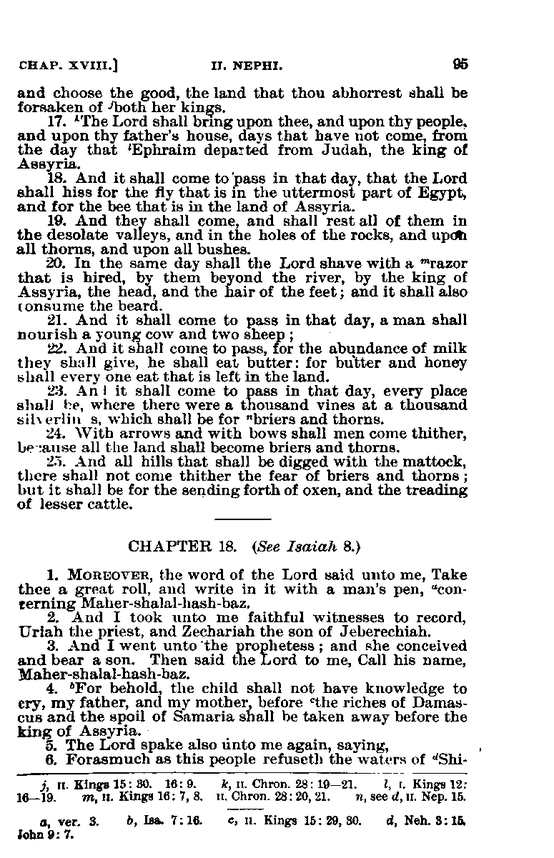 CHAP. XVIII.] II. NEPHI. 95
and choose the good, the land that thou abhorrest shall be
forsaken of jboth her kings.
17. kThe Lord shall bring upon thee, and upon thy people,
and upon thy father's house, days that have not come, from
the day that lEphraim departed from Judah, the king of
Assyria.
18. And it shall come to pass in that day, that the Lord
shall hiss for the fly that is in the uttermost part of Egypt,
and for the bee that is in the land of Assyria.
19. And they shall come, and shall rest all of them in
the desolate valleys, and in the holes of the rocks, and upon
all thorns, and upon all bushes.
20. In the same day shall the Lord shave with a mrazor
that is hired, by them beyond the river, by the king of
Assyria, the head, and the hair of the feet; and it shall also
consume the beard.
21. And it shall come to pass in that day, a man shall
nourish a young cow and two sheep;
22. And it shall come to pass, for the abundance of milk
they shall give, he shall eat butter: for butter and honey
shall every one eat that is left in the land.
23. And it shall come to pass in that day, every place
shall be, where there were a thousand vines at a thousand
silverlings, which shall be for nbriers and thorns.
24. With arrows and with bows shall men come thither,
because all the land shall become briers and thorns.
25. And all hills that shall be digged with the mattock,
there shall not come thither the fear of briers and thorns;
but it shall be for the sending forth of oxen, and the treading
of lesser cattle.
CHAPTER 18. (See Isaiah 8.)
1. MOREOVER, the word of the Lord said unto me, Take
thee a great roll, and write in it with a man's pen, acon-
cerning Maher-shalal-hash-baz.
2. And I took unto me faithful witnesses to record,
Uriah the priest, and Zechariah the son of Jeberechiah.
3. And I went unto the prophetess; and she conceived
and bear a son. Then said the Lord to me, Call his name,
Maher-shalal-hash-baz.
4. bFor behold, the child shall not have knowledge to
cry, my father, and my mother, before cthe riches of Damas-
cus and the spoil of Samaria shall be taken away before the
king of Assyria.
5. The Lord spake also unto me again, saying,
6. Forasmuch as this people refuseth the waters of dShi-
j, II. Kings 15: 30. 16: 9. k, II. Chron. 28: 19—21. l, I. Kings 12:
16—19. m, II. Kings 16: 7, 8. II. Chron. 28: 20, 21. n, see d, II. Nep. 15.
a, ver. 3. b, Isa. 7: 16. c, II. Kings 15: 29, 30. d, Neh. 3: 15.
John 9: 7.